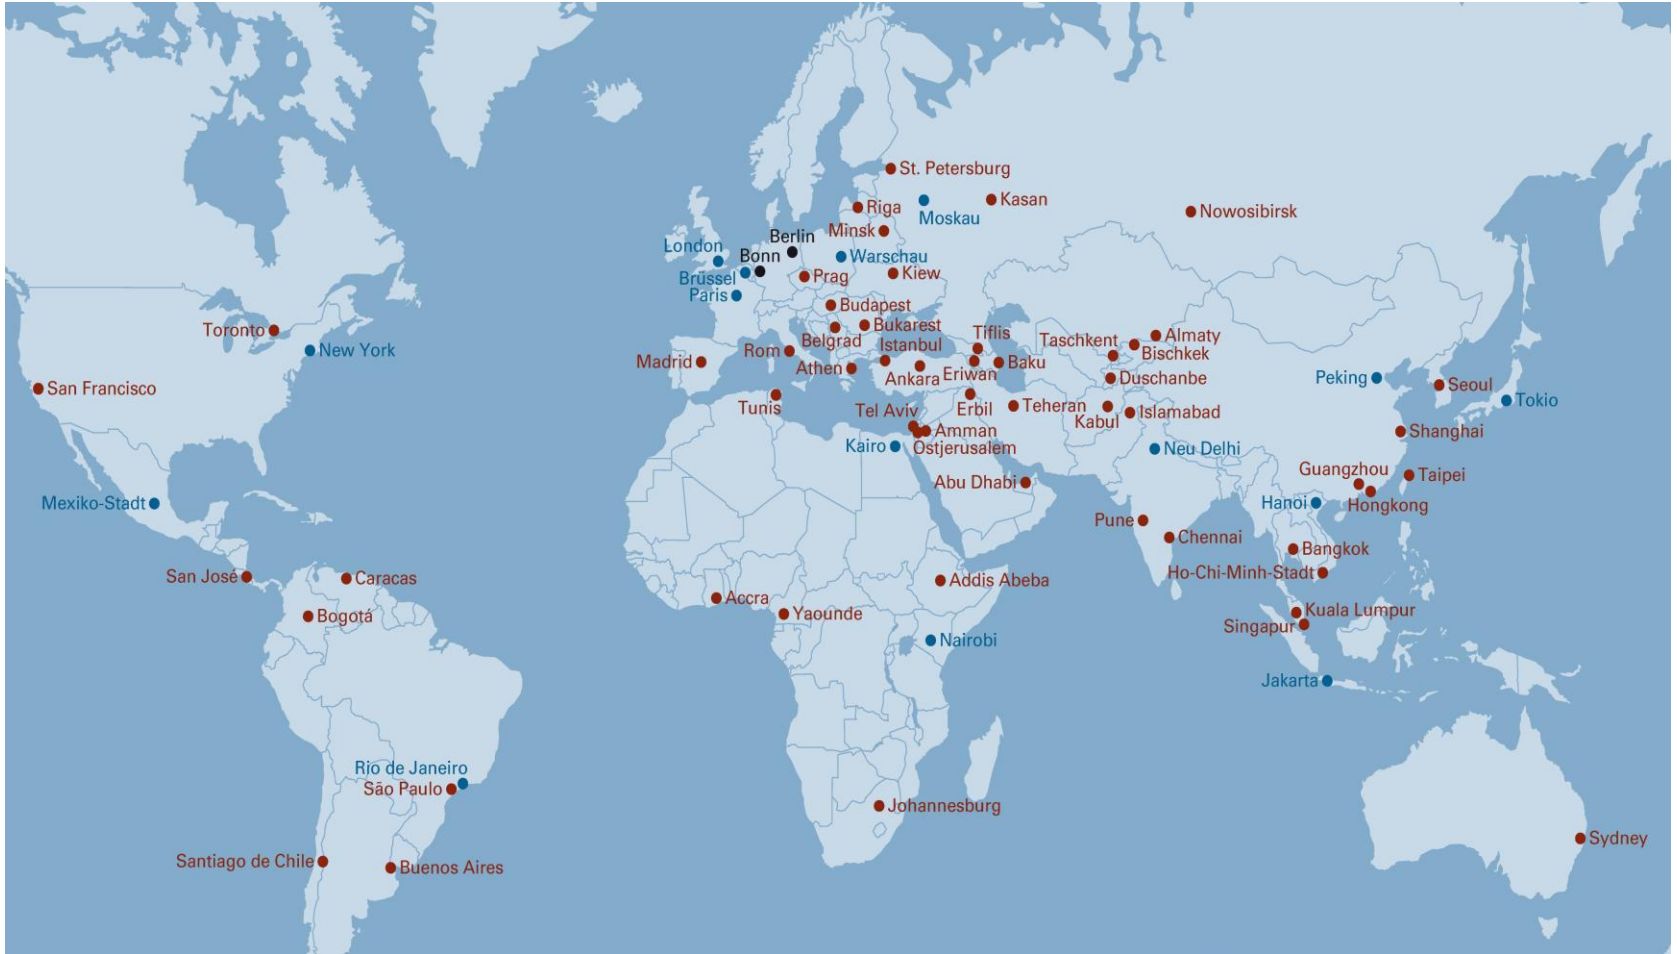 St. Petersburg
Kasan
Moskau
Nowosibirsk
Riga
Minsk
Berlin
London
Bonn
Warschau
Brüssel
Prag
Kiew
Paris
Budapest
Toronto
Bukarest
Belgrad
Tiflis
Almaty
Taschkent
New York
Istanbul
Bischkek
Rom
Madrid
Athen
Baku
Ankara
Eriwan
Duschanbe
Peking
Seoul
San Francisco
Tokio
Tunis
Erbil
Teheran
Tel Aviv
Kabul
Islamabad
Amman
Shanghai
Kairo
Ostjerusalem
Neu Delhi
Guangzhou
Taipei
Abu Dhabi
Mexiko-Stadt
Hanoi
Hongkong
Pune
Chennai
Bangkok
San José
Caracas
Addis Abeba
Ho-Chi-Minh-Stadt
Accra
Bogotá
Yaounde
Kuala Lumpur
Singapur
Nairobi
Jakarta
Rio de Janeiro
São Paulo
Johannesburg
Sydney
Santiago de Chile
Buenos Aires